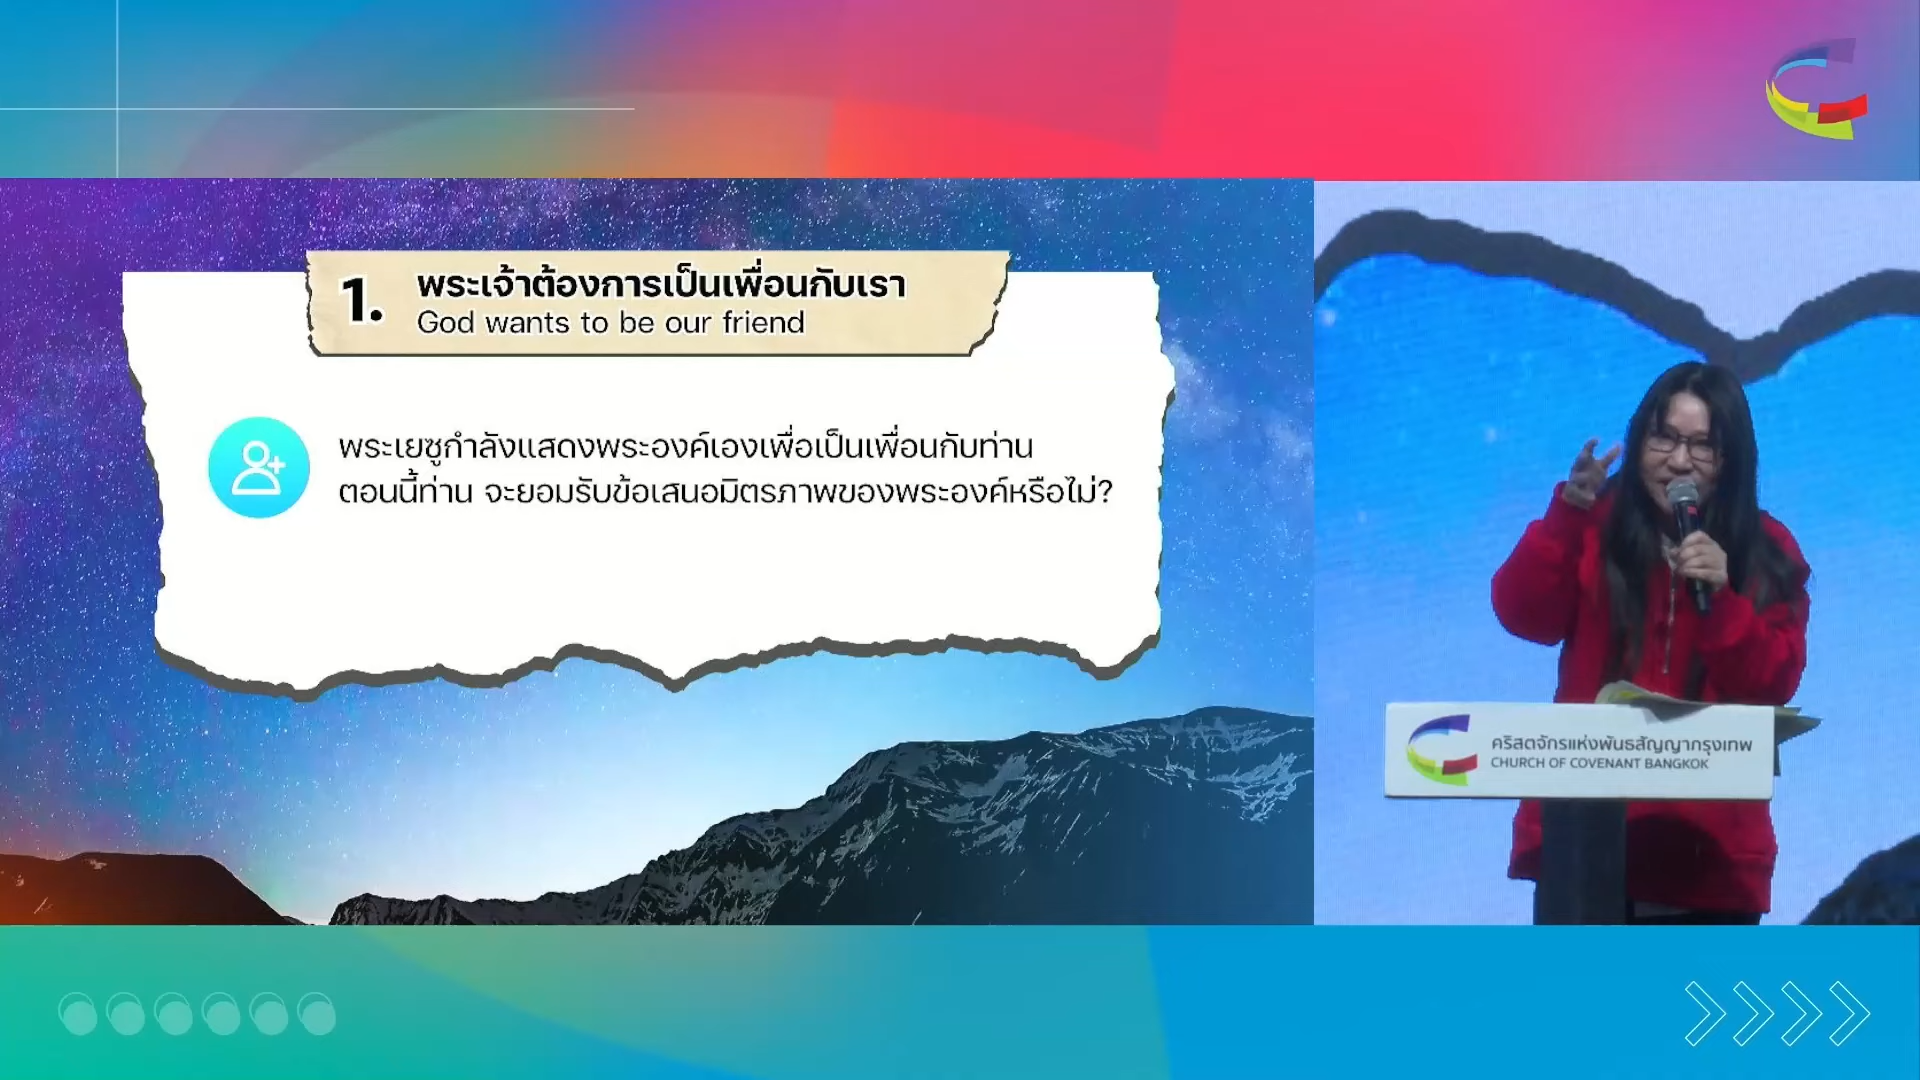 1.
พระเจ้าต้องการเป็นเพื่อนกับเรา
God wants to be our friend
พระเยซูกำลังแสดงพระองค์เองเพื่อเป็นเพื่อนกับท่าน
ตอนนี้ท่าน จะยอมรับข้อเสนอมิตรภาพของพระองค์หรือไม่?
คริสตจักรแห่งพันธสัญญากรุงเทพ
CHURCH OF COVENANT BANGKOK